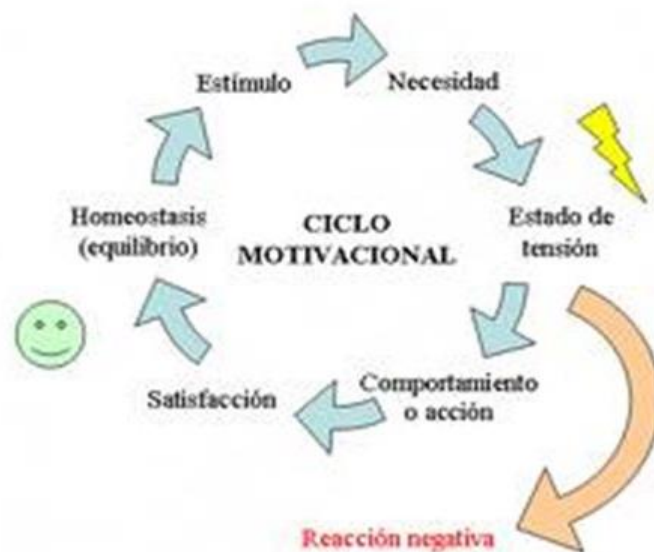 Estímulo
Necesidad
Estado de
tensión
Comportamiento
o acción
Satisfacción
Homeostasis
(equilibrio)
CICLO
MOTIVACIONAL
Reacción negativa